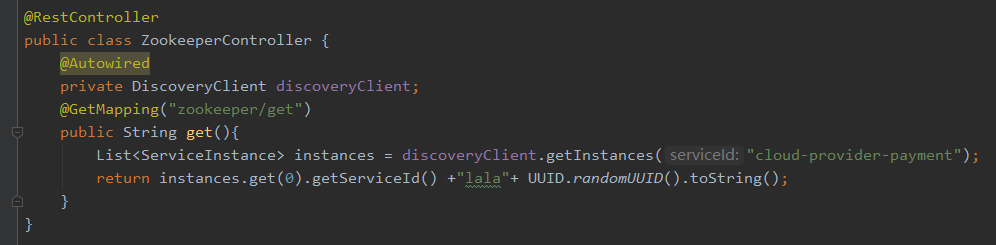 @RestController
public class ZookeeperController {
    @Autowired
    private DiscoveryClient discoveryClient;
    @GetMapping("zookeeper/get")
    public String get(){
        List<ServiceInstance> instances = discoveryClient.getInstances( serviceId: "cloud-provider-payment");
        return instances.get(0).getServiceId() +"lala"+ UUID.randomUUID().toString();
    }
}